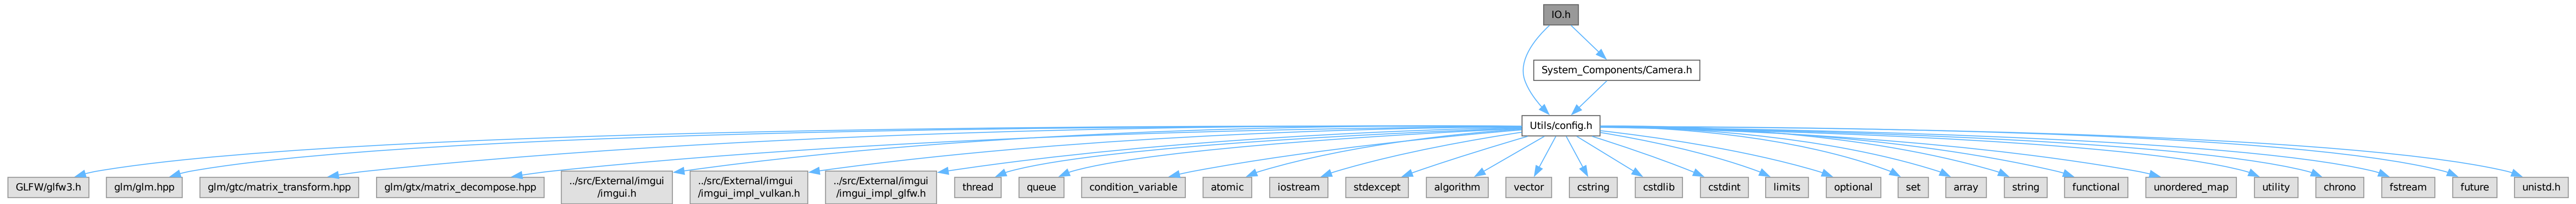 IO.h
System_Components/Camera.h
Utils/config.h
GLFW/glfw3.h
glm/glm.hpp
glm/gtc/matrix_transform.hpp
glm/gtx/matrix_decompose.hpp
../src/External/imgui
/imgui.h
../src/External/imgui
/imgui_impl_vulkan.h
../src/External/imgui
/imgui_impl_glfw.h
thread
queue
condition_variable
atomic
iostream
stdexcept
algorithm
vector
cstring
cstdlib
cstdint
limits
optional
set
array
string
functional
unordered_map
utility
chrono
fstream
future
unistd.h